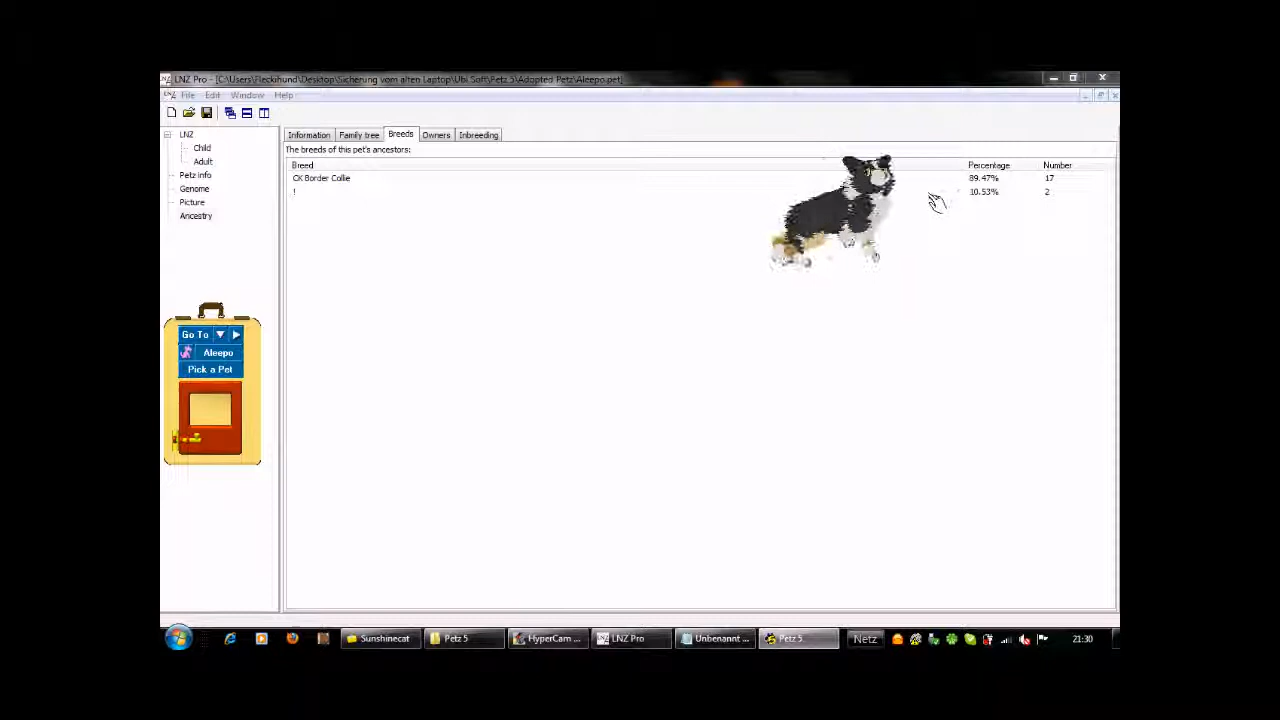 LNZ Pro - [C:\Users\Fleckihund\Desktop\Sicherung vom alten Laptop\Ubi Soft\Petz 5\Adopted Petz\Aleepo.pet]
File Edit Window Help
LNZ
Child
Adult
Petz info
Genome
Picture
Ancestry
Information Family tree Breeds Owners Inbreeding
The breeds of this pet's ancestors:
Breed Percentage Number
CK Border Collie 89.47% 17
! 10.53% 2
Go To
Aleepo
Pick a Pet
Sunshinecat Petz 5 HyperCam ... LNZ Pro Unbenannt ... Petz 5 Netz 21:30